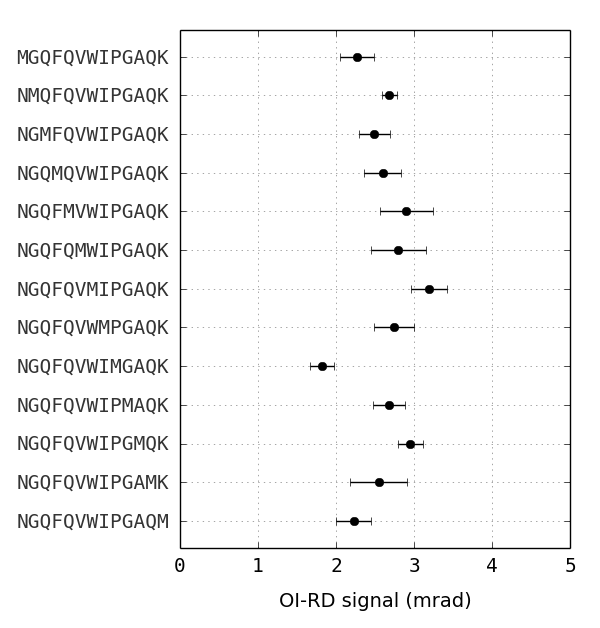 MGQFQVWIPGAQK
NMQFQVWIPGAQK
NGMFQVWIPGAQK
NGQMQVWIPGAQK
NGQFMVWIPGAQK
NGQFQMWIPGAQK
NGQFQVMIPGAQK
NGQFQVWMPGAQK
NGQFQVWIMGAQK
NGQFQVWIPMAQK
NGQFQVWIPGMQK
NGQFQVWIPGAMK
NGQFQVWIPGAQM
0 1 2 3 4 5
OI-RD signal (mrad)